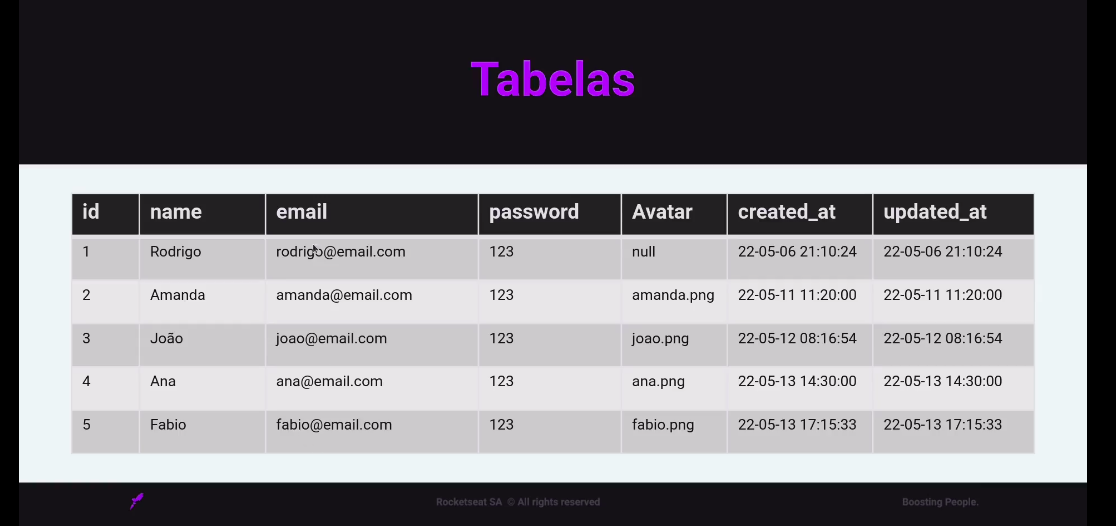 Tabelas
id name email password Avatar created_at updated_at
1 Rodrigo rodrigo@email.com 123 null 22-05-06 21:10:24 22-05-06 21:10:24
2 Amanda amanda@email.com 123 amanda.png 22-05-11 11:20:00 22-05-11 11:20:00
3 João joao@email.com 123 joao.png 22-05-12 08:16:54 22-05-12 08:16:54
4 Ana ana@email.com 123 ana.png 22-05-13 14:30:00 22-05-13 14:30:00
5 Fabio fabio@email.com 123 fabio.png 22-05-13 17:15:33 22-05-13 17:15:33
Rocketseat SA © All rights reserved Boosting People.